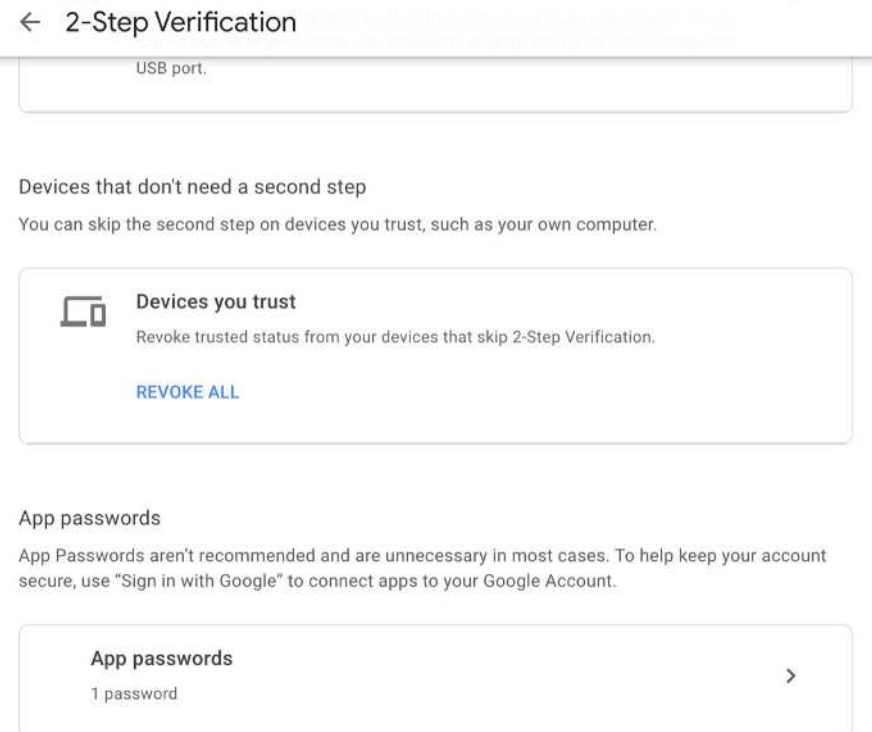 2-Step Verification
USB port.
Devices that don't need a second step
You can skip the second step on devices you trust, such as your own computer.
Devices you trust
Revoke trusted status from your devices that skip 2-Step Verification.
REVOKE ALL
App passwords
App Passwords aren't recommended and are unnecessary in most cases. To help keep your account
secure, use “Sign in with Google” to connect apps to your Google Account.
App passwords
1 password